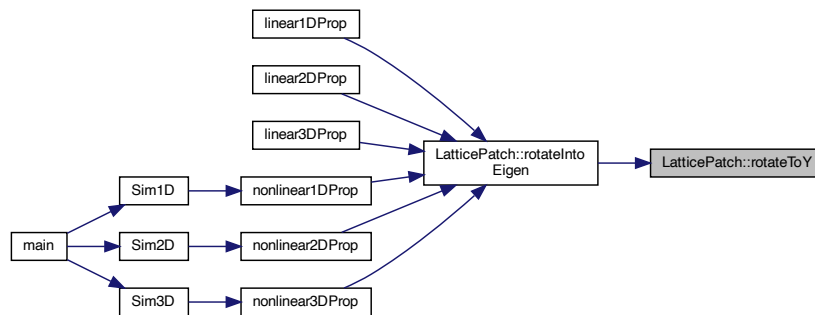 linear1DProp
linear2DProp
linear3DProp
LatticePatch::rotateInto
Eigen
LatticePatch::rotateToY
Sim1D
nonlinear1DProp
main
Sim2D
nonlinear2DProp
Sim3D
nonlinear3DProp